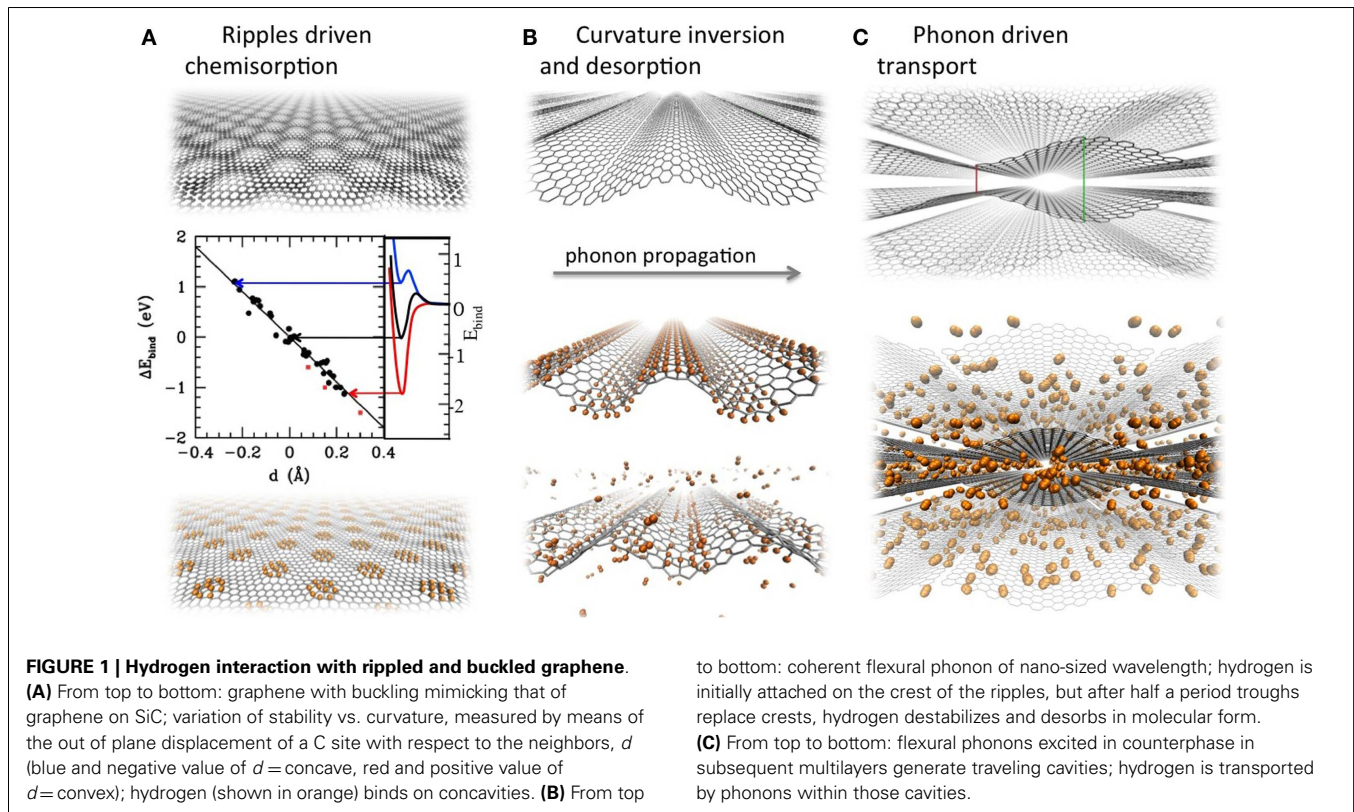 A Ripples driven
chemisorption
2
1
0
−1
−2
ΔEbind (eV)
−0.4 −0.2 0 0.2 0.4
d (Å)
1
0
-1
-2
Ebind
B Curvature inversion
and desorption
phonon propagation
C Phonon driven
transport
FIGURE 1 | Hydrogen interaction with rippled and buckled graphene.
(A) From top to bottom: graphene with buckling mimicking that of
graphene on SiC; variation of stability vs. curvature, measured by means of
the out of plane displacement of a C site with respect to the neighbors, d
(blue and negative value of d = concave, red and positive value of
d = convex); hydrogen (shown in orange) binds on concavities. (B) From top
to bottom: coherent flexural phonon of nano-sized wavelength; hydrogen is
initially attached on the crest of the ripples, but after half a period troughs
replace crests, hydrogen destabilizes and desorbs in molecular form.
(C) From top to bottom: flexural phonons excited in counterphase in
subsequent multilayers generate traveling cavities; hydrogen is transported
by phonons within those cavities.